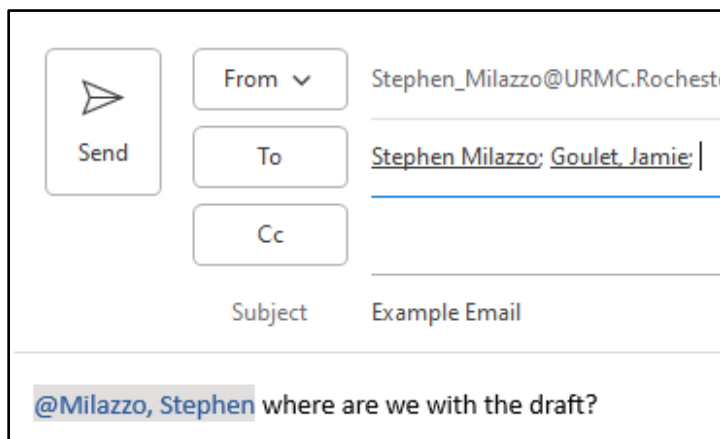 From Stephen_Milazzo@URMC.Rocheste
Send
To Stephen Milazzo; Goulet, Jamie;
Cc
Subject Example Email
@Milazzo, Stephen where are we with the draft?